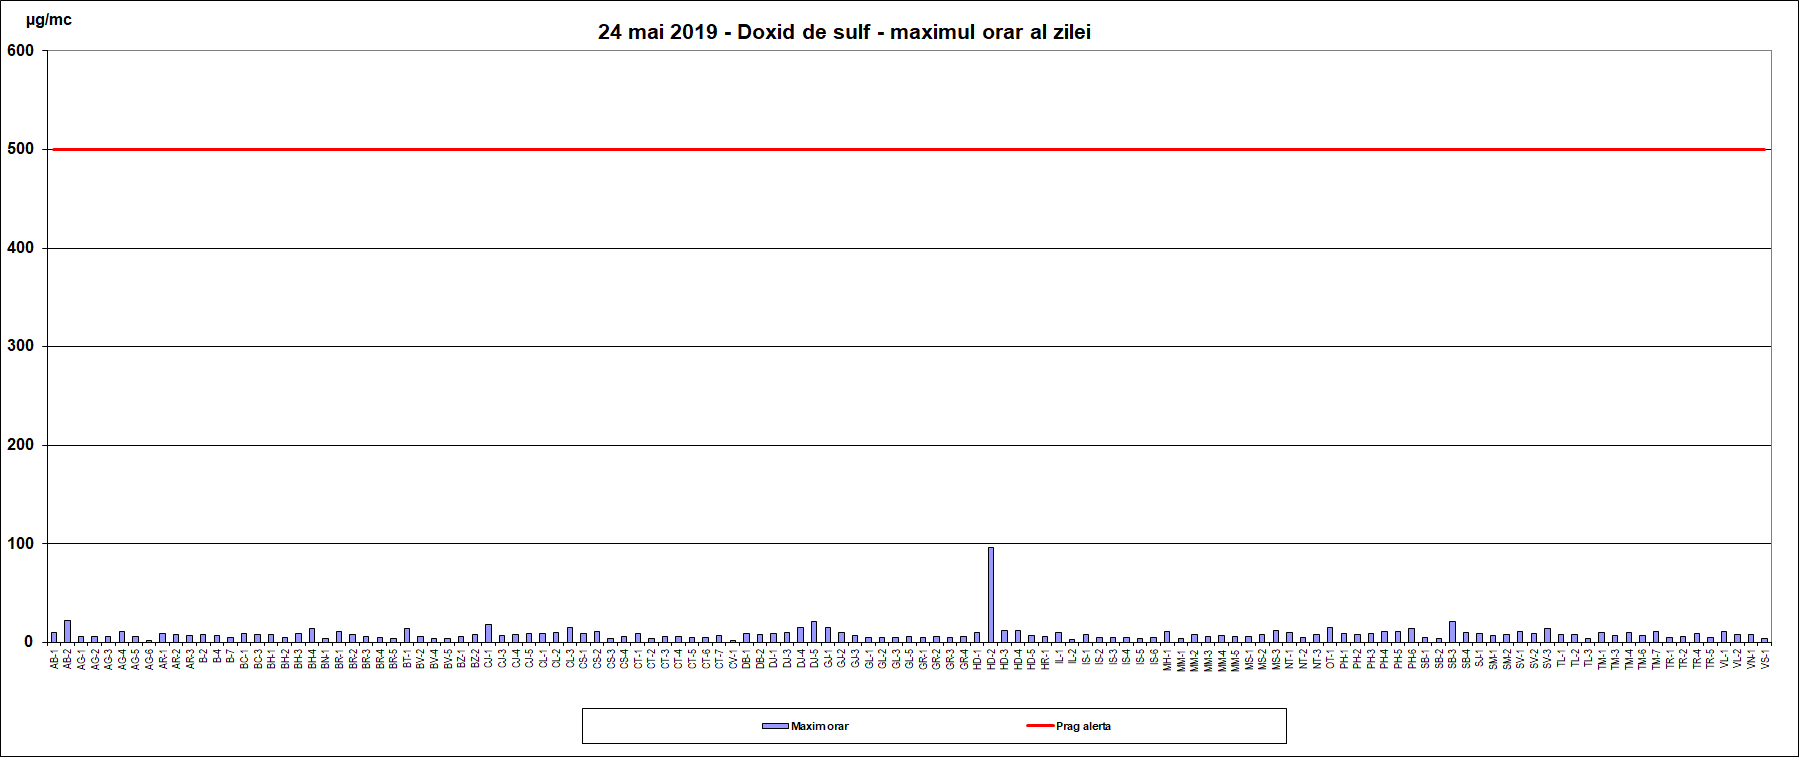 µg/mc
24 mai 2019 - Doxid de sulf - maximul orar al zilei
600
500
400
300
200
100
0
AB-1 AB-2 AG-1 AG-2 AG-3 AG-4 AG-5 AG-6 AR-1 AR-2 AR-3 B-2 B-4 B-7 BC-1 BC-3 BH-1 BH-2 BH-3 BH-4 BN-1 BR-1 BR-2 BR-3 BR-4 BR-5 BT-1 BV-2 BV-4 BV-5 BZ-1 BZ-2 CJ-1 CJ-3 CJ-4 CJ-5 CL-1 CL-2 CL-3 CS-1 CS-2 CS-3 CS-4 CT-1 CT-2 CT-3 CT-4 CT-5 CT-6 CT-7 CV-1 DB-1 DB-2 DJ-1 DJ-3 DJ-4 DJ-5 GJ-1 GJ-2 GJ-3 GL-1 GL-2 GL-3 GL-5 GR-1 GR-2 GR-3 GR-4 HD-1 HD-2 HD-3 HD-4 HD-5 HR-1 IL-1 IL-2 IS-1 IS-2 IS-3 IS-4 IS-5 IS-6 MH-1 MM-1 MM-2 MM-3 MM-4 MM-5 MS-1 MS-2 MS-3 NT-1 NT-2 NT-3 OT-1 PH-1 PH-2 PH-3 PH-4 PH-5 PH-6 SB-1 SB-2 SB-3 SB-4 SJ-1 SM-1 SM-2 SV-1 SV-2 SV-3 TL-1 TL-2 TL-3 TM-1 TM-3 TM-4 TM-6 TM-7 TR-1 TR-2 TR-4 TR-5 VL-1 VL-2 VN-1 VS-1
Maxim orar Prag alerta